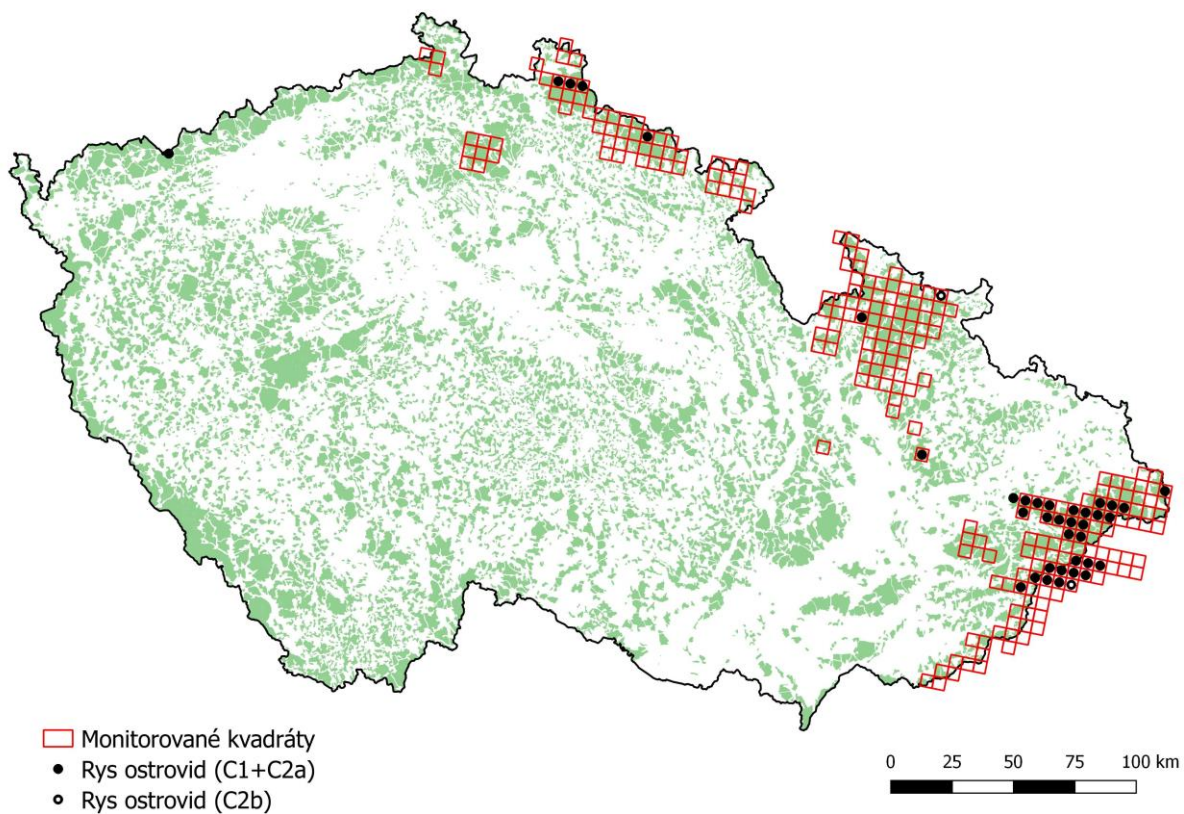 Monitorované kvadráty
Rys ostrovid (C1+C2a)
Rys ostrovid (C2b)
0 25 50 75 100 km